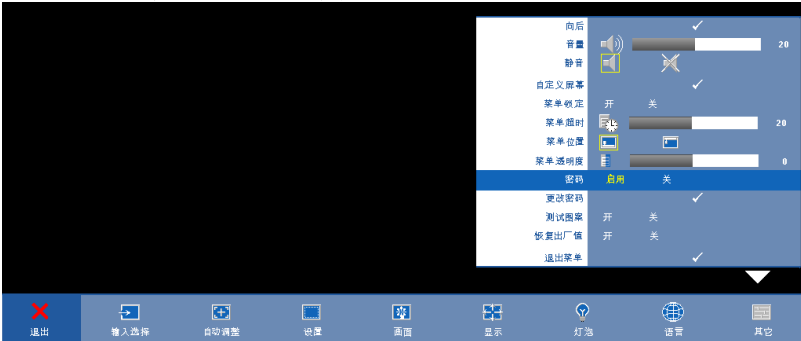 向后
音量 20
静音
自定义屏幕
菜单锁定 开 关
菜单超时 20
菜单位置
菜单透明度 0
密码 启用 关
更改密码
测试图案 开 关
恢复出厂值 开 关
退出菜单
退出 输入选择 自动调整 设置 画面 显示 灯泡 语言 其它